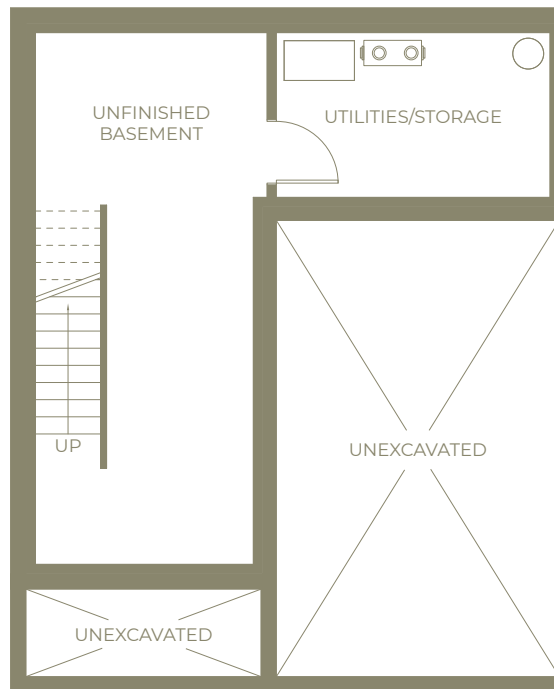 UNFINISHED
BASEMENT
UTILITIES/STORAGE
UP
UNEXCAVATED
UNEXCAVATED